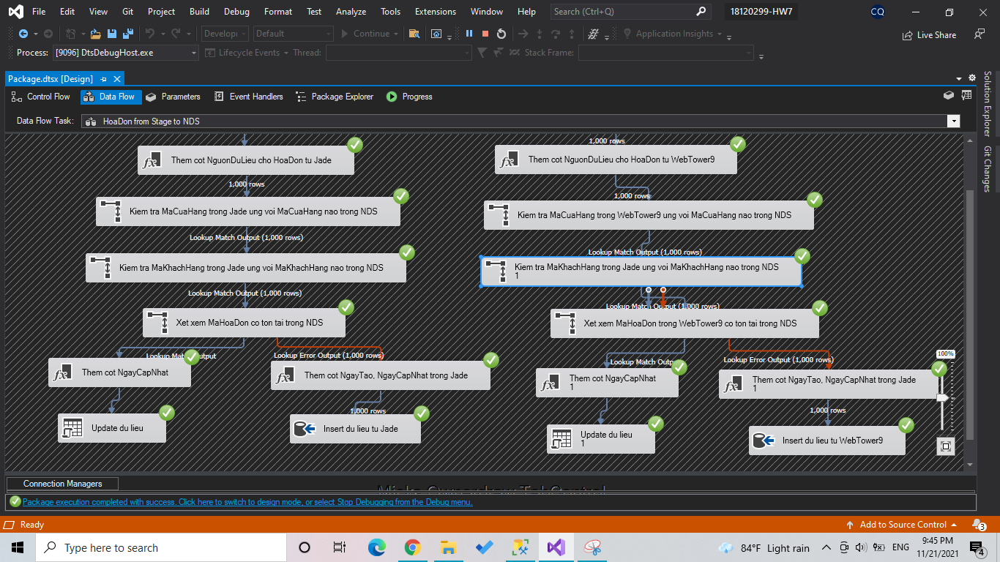 File Edit View Git Project Build Debug Format Test Analyze Tools Extensions Window Help Search (Ctrl+Q) 18120299-HW7 CQ
Develop Default Continue Application Insights Live Share
Process: [9096] DtsDebugHost.exe Lifecycle Events Thread: Stack Frame:
Package.dtsx [Design]
Control Flow Data Flow Parameters Event Handlers Package Explorer Progress
Data Flow Task: HoaDon from Stage to NDS
Solution Explorer
Git Changes
1,000 rows
Them cot NguonDuLieu cho HoaDon tu Jade
Them cot NguonDuLieu cho HoaDon tu WebTower9
1,000 rows
1,000 rows
Kiem tra MaCuaHang trong Jade ung voi MaCuaHang nao trong NDS
Kiem tra MaCuaHang trong WebTower9 ung voi MaCuaHang nao trong NDS
Lookup Match Output (1,000 rows)
Lookup Match Output (1,000 rows)
Kiem tra MaKhachHang trong Jade ung voi MaKhachHang nao trong NDS
Kiem tra MaKhachHang trong Jade ung voi MaKhachHang nao trong NDS
1
Lookup Match Output (1,000 rows)
Lookup Match Output (1,000 rows)
Xet xem MaHoaDon co ton tai trong NDS
Xet xem MaHoaDon trong WebTower9 co ton tai trong NDS
Lookup Match Output
Lookup Error Output (1,000 rows)
Lookup Match Outp
Lookup Error Output (1,000 rows)
100%
Them cot NgayCapNhat
Them cot NgayTao, NgayCapNhat trong Jade
Them cot NgayCapNhat
1
Them cot NgayTao, NgayCapNhat trong Jade
1
1,000 rows
1,000 rows
Update du lieu
Insert du lieu tu Jade
Update du lieu
1
Insert du lieu tu WebTower9
Connection Managers
Package execution completed with success. Click here to switch to design mode, or select Stop Debugging from the Debug menu.
Ready Add to Source Control 3
Type here to search 84°F Light rain ENG 9:45 PM
11/21/2021 4